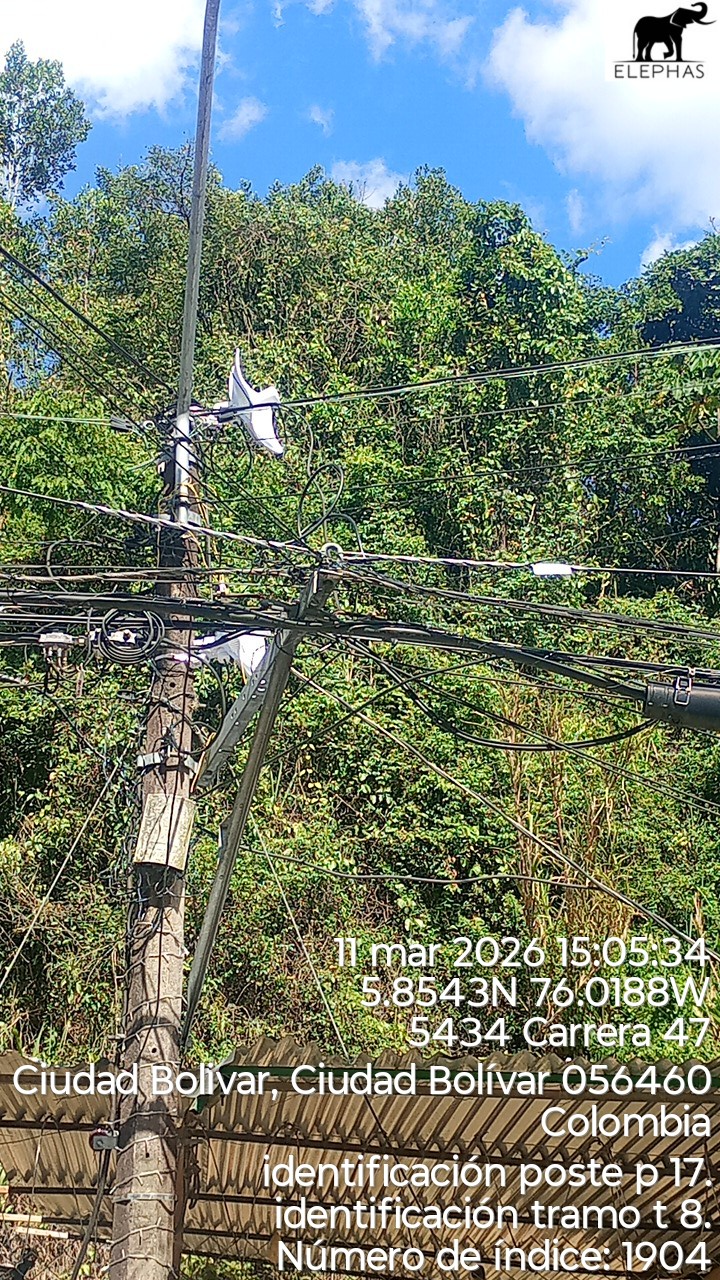 ELEPHAS
11 mar 2026 15:05:34
5.8543N 76.0188W
5434 Carrera 47
Ciudad Bolivar, Ciudad Bolívar 056460
Colombia
identificación poste p 17.
identificación tramo t 8.
Número de índice: 1904